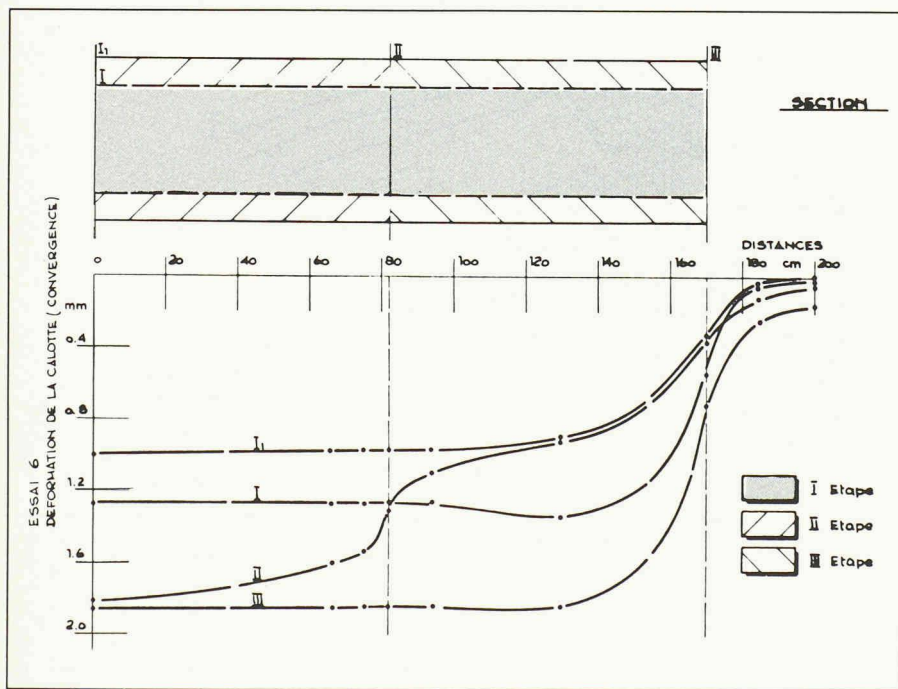 I₁
II
III
I
SECTION
DISTANCES
0 20 40 60 80 100 120 140 160 180 cm 200
mm
0.4
0.8
1.2
1.6
2.0
ESSAI 6
DEFORMATION DE LA CALOTTE (CONVERGENCE)
I₁
I
II
III
I Etape
II Etape
III Etape